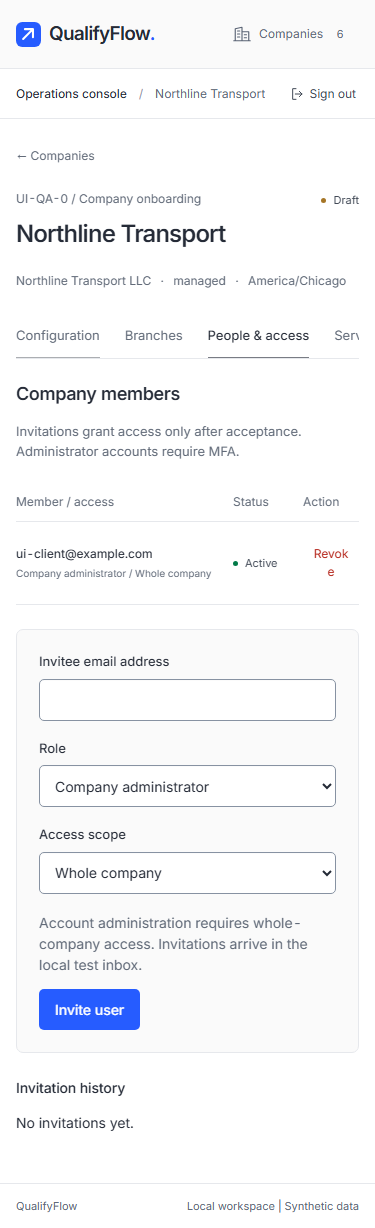 QualifyFlow.
Companies 6
Operations console / Northline Transport
Sign out
← Companies
UI-QA-0 / Company onboarding
Draft
Northline Transport
Northline Transport LLC · managed · America/Chicago
Configuration Branches People & access Serv
Company members
Invitations grant access only after acceptance.
Administrator accounts require MFA.
Member / access Status Action
ui-client@example.com
Company administrator / Whole company
Active
Revok
e
Invitee email address
Role
Company administrator
Access scope
Whole company
Account administration requires whole-
company access. Invitations arrive in the
local test inbox.
Invite user
Invitation history
No invitations yet.
QualifyFlow
Local workspace | Synthetic data